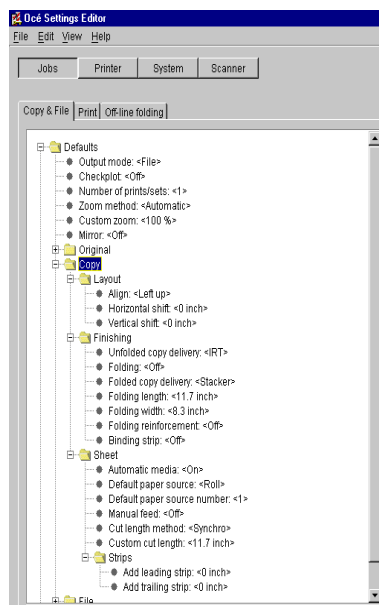 Océ Settings Editor
File Edit View Help
Jobs Printer System Scanner
Copy & File Print Off-line folding
Defaults
Output mode: <File>
Checkplot: <Off>
Number of prints/sets: <1>
Zoom method: <Automatic>
Custom zoom: <100 %>
Mirror: <Off>
Original
Copy
Layout
Align: <Left up>
Horizontal shift: <0 inch>
Vertical shift: <0 inch>
Finishing
Unfolded copy delivery: <IRT>
Folding: <Off>
Folded copy delivery: <Stacker>
Folding length: <11.7 inch>
Folding width: <8.3 inch>
Folding reinforcement: <Off>
Binding strip: <Off>
Sheet
Automatic media: <On>
Default paper source: <Roll>
Default paper source number: <1>
Manual feed: <Off>
Cut length method: <Synchro>
Custom cut length: <11.7 inch>
Strips
Add leading strip: <0 inch>
Add trailing strip: <0 inch>
File